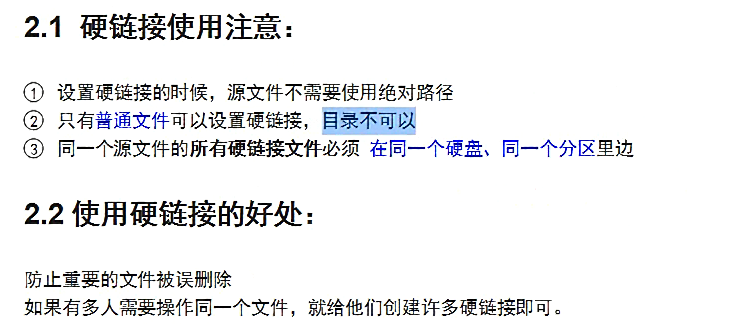 2.1 硬链接使用注意：
① 设置硬链接的时候，源文件不需要使用绝对路径
② 只有普通文件可以设置硬链接，目录不可以
③ 同一个源文件的所有硬链接文件必须 在同一个硬盘、同一个分区里边
2.2 使用硬链接的好处：
防止重要的文件被误删除
如果有多人需要操作同一个文件，就给他们创建许多硬链接即可。